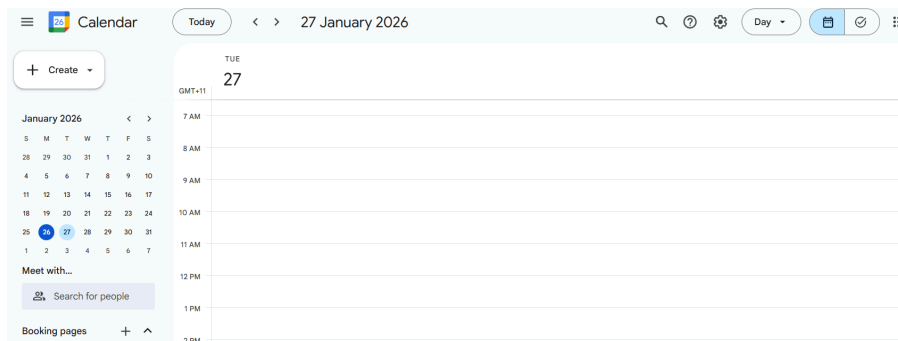 26 Calendar Today 27 January 2026 Day
Create
TUE
27
GMT+11
January 2026
S M T W T F S
28 29 30 31 1 2 3
4 5 6 7 8 9 10
11 12 13 14 15 16 17
18 19 20 21 22 23 24
25 26 27 28 29 30 31
1 2 3 4 5 6 7
Meet with...
Search for people
Booking pages
7 AM
8 AM
9 AM
10 AM
11 AM
12 PM
1 PM
2 PM